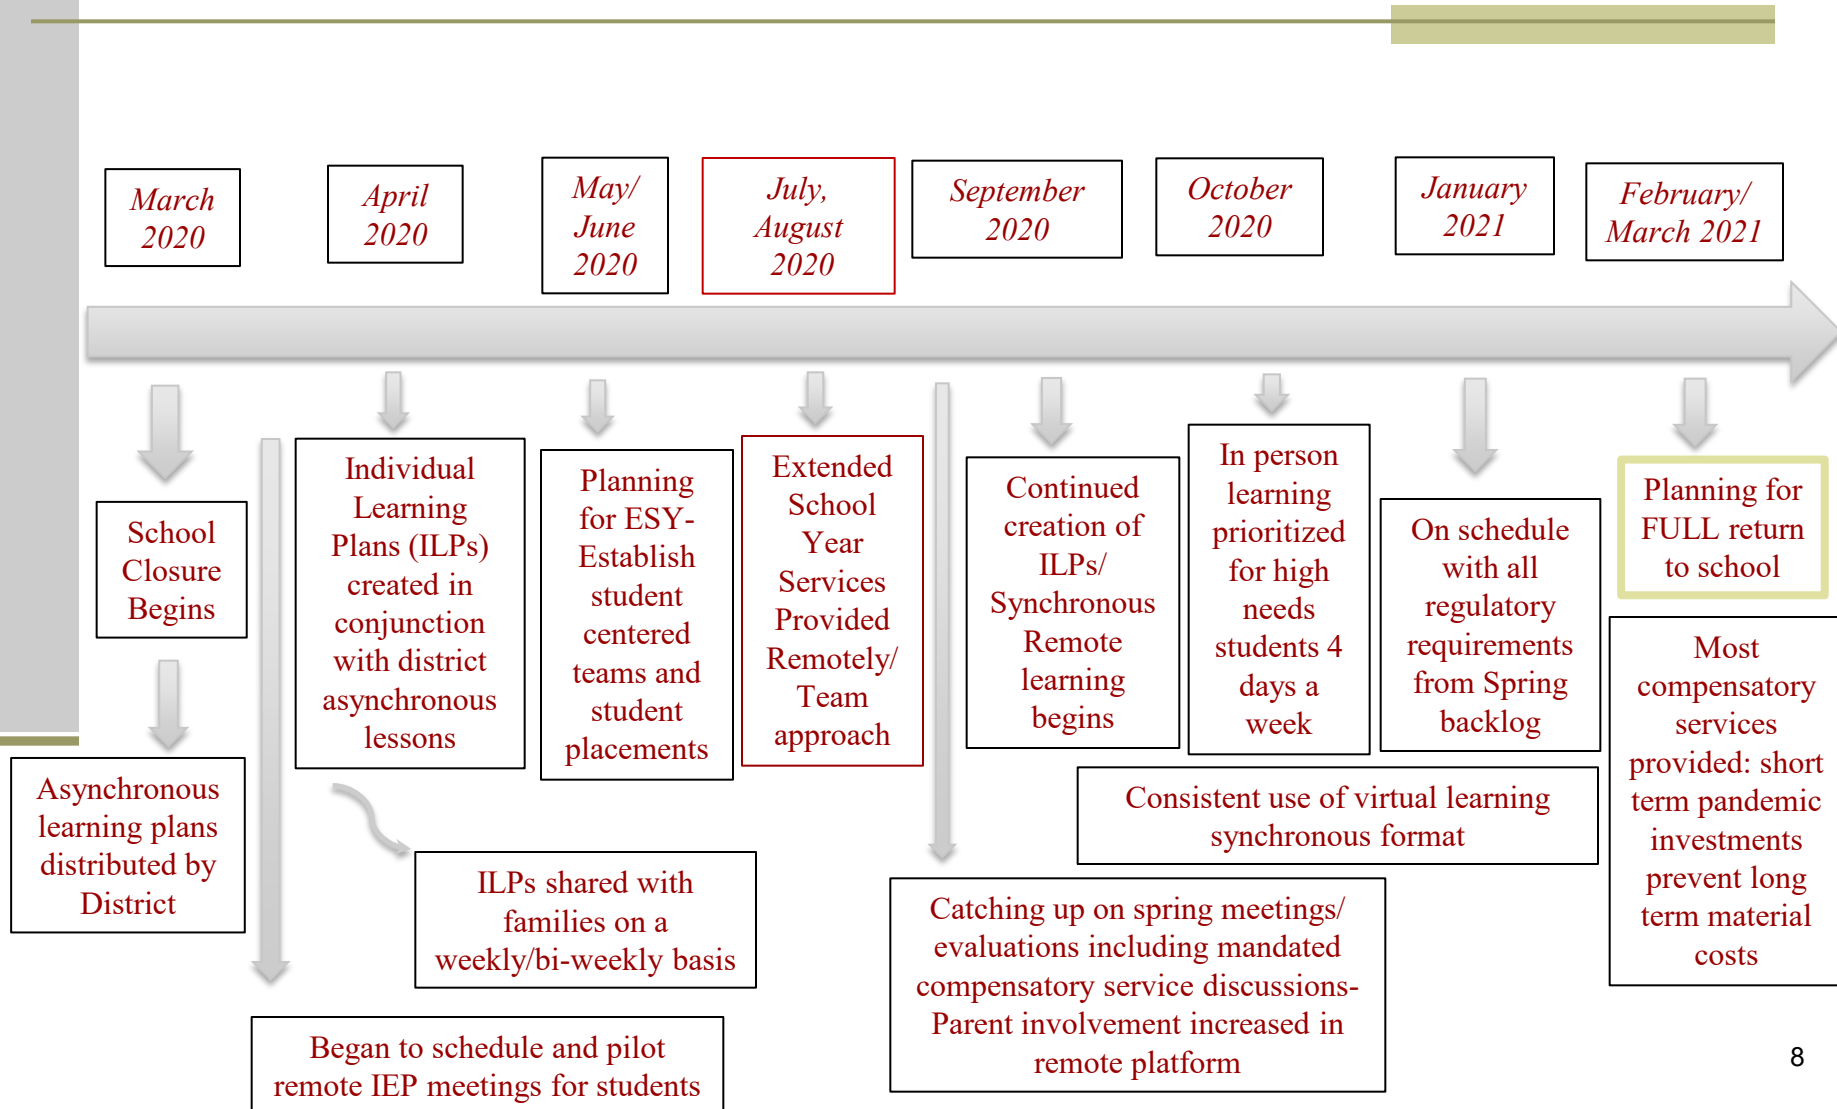 March
2020
April
2020
May/
June
2020
July,
August
2020
September
2020
October
2020
January
2021
February/
March 2021
School
Closure
Begins
Asynchronous
learning plans
distributed by
District
Individual
Learning
Plans (ILPs)
created in
conjunction
with district
asynchronous
lessons
ILPs shared with
families on a
weekly/bi-weekly basis
Began to schedule and pilot
remote IEP meetings for students
Planning
for ESY-
Establish
student
centered
teams and
student
placements
Extended
School
Year
Services
Provided
Remotely/
Team
approach
Continued
creation of
ILPs/
Synchronous
Remote
learning
begins
In person
learning
prioritized
for high
needs
students 4
days a
week
On schedule
with all
regulatory
requirements
from Spring
backlog
Consistent use of virtual learning
synchronous format
Catching up on spring meetings/
evaluations including mandated
compensatory service discussions-
Parent involvement increased in
remote platform
Planning for
FULL return
to school
Most
compensatory
services
provided: short
term pandemic
investments
prevent long
term material
costs
8